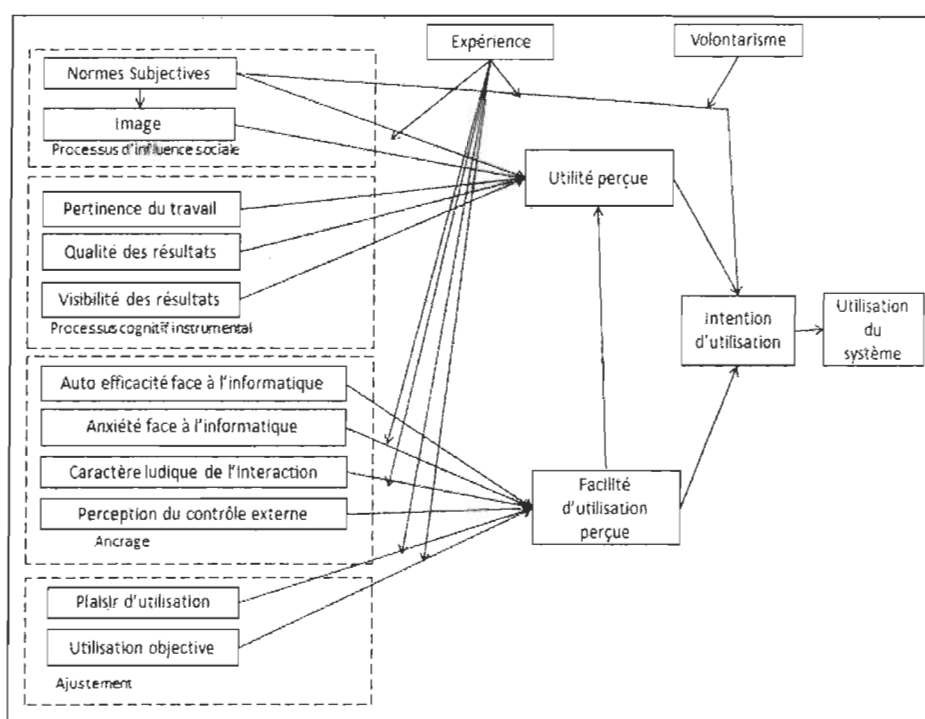 Expérience
Volontarisme
Normes Subjectives
Image
Processus d'influence sociale
Utilité perçue
Pertinence du travail
Qualité des résultats
Visibilité des résultats
Processus cognitif instrumental
Intention
d'utilisation
Utilisation
du
système
Auto efficacité face à l'informatique
Anxiété face à l'informatique
Caractère ludique de l'Interaction
Perception du contrôle externe
Ancrage
Facilité
d'utilisation
perçue
Plaisir d'utilisation
Utilisation objective
Ajustement